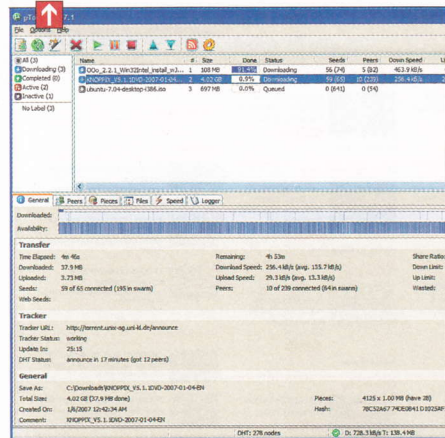 File Options Help
All (3)
Downloading (3)
Completed (0)
Active (2)
Inactive (1)
No Label (3)
Name # Size Done Status Seeds Peers Down Speed
OOo_2.2.1_Win32Intel_install_wJ... 1 108 MB Downloading 56 (74) 5 (82) 463.9 kB/s
KNOPPIX_V5.1.1DVD-2007-01-04-... 2 4.02 GB 0.9% Downloading 59 (65) 10 (239) 256.4 kB/s
ubuntu-7.04-desktop-i386.iso 3 697 MB 0.0% Queued 0 (641) 0 (54)
General Peers Pieces Files Speed Logger
Downloaded:
Availability:
Transfer
Time Elapsed: 4m 46s Remaining: 4h 53m Share Ratio:
Downloaded: 37.9 MB Download Speed: 256.4 kB/s (avg. 135.7 kB/s) Down Limit:
Uploaded: 3.73 MB Upload Speed: 29.3 kB/s (avg. 13.3 kB/s) Up Limit:
Seeds: 59 of 65 connected (195 in swarm) Peers: 10 of 239 connected (64 in swarm) Wasted:
Web Seeds:
Tracker
Tracker URL: http://torrent.unix-ag.uni-kl.de/announce
Tracker Status: working
Update In: 25:15
DHT Status: announce in 17 minutes (got 12 peers)
General
Save As: C:\Downloads\KNOPPIX_V5.1.1DVD-2007-01-04-EN
Total Size: 4.02 GB (37.9 MB done) Pieces: 4125 x 1.00 MB (have 28)
Created On: 1/6/2007 12:42:34 AM Hash:
Comment: KNOPPIX_V5.1.1DVD-2007-01-04-EN
DHT: 278 nodes D: 728.3 kB/s T: 138.4 MB